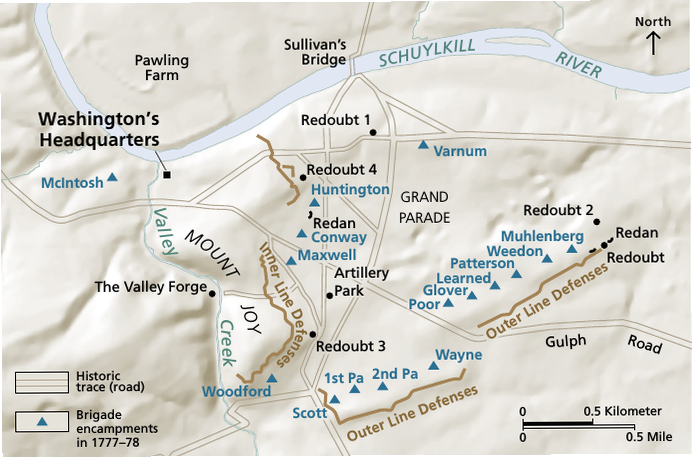 North
Sullivan's
Bridge
SCHUYLKILL
RIVER
Pawling
Farm
Washington's
Headquarters
Redoubt 1
Varnum
McIntosh
Redoubt 4
Huntington
GRAND
PARADE
Redan
Conway
Maxwell
Valley
Creek
MOUNT
JOY
Inner Line Defenses
Redoubt 2
Redan
Redoubt
Muhlenberg
Weedon
Patterson
Learned
Glover
Poor
Outer Line Defenses
The Valley Forge
Artillery
Park
Redoubt 3
Gulph
Road
Woodford
Wayne
1st Pa
2nd Pa
Scott
Outer Line Defenses
Historic
trace (road)
Brigade
encampments
in 1777–78
0
0.5 Kilometer
0
0.5 Mile